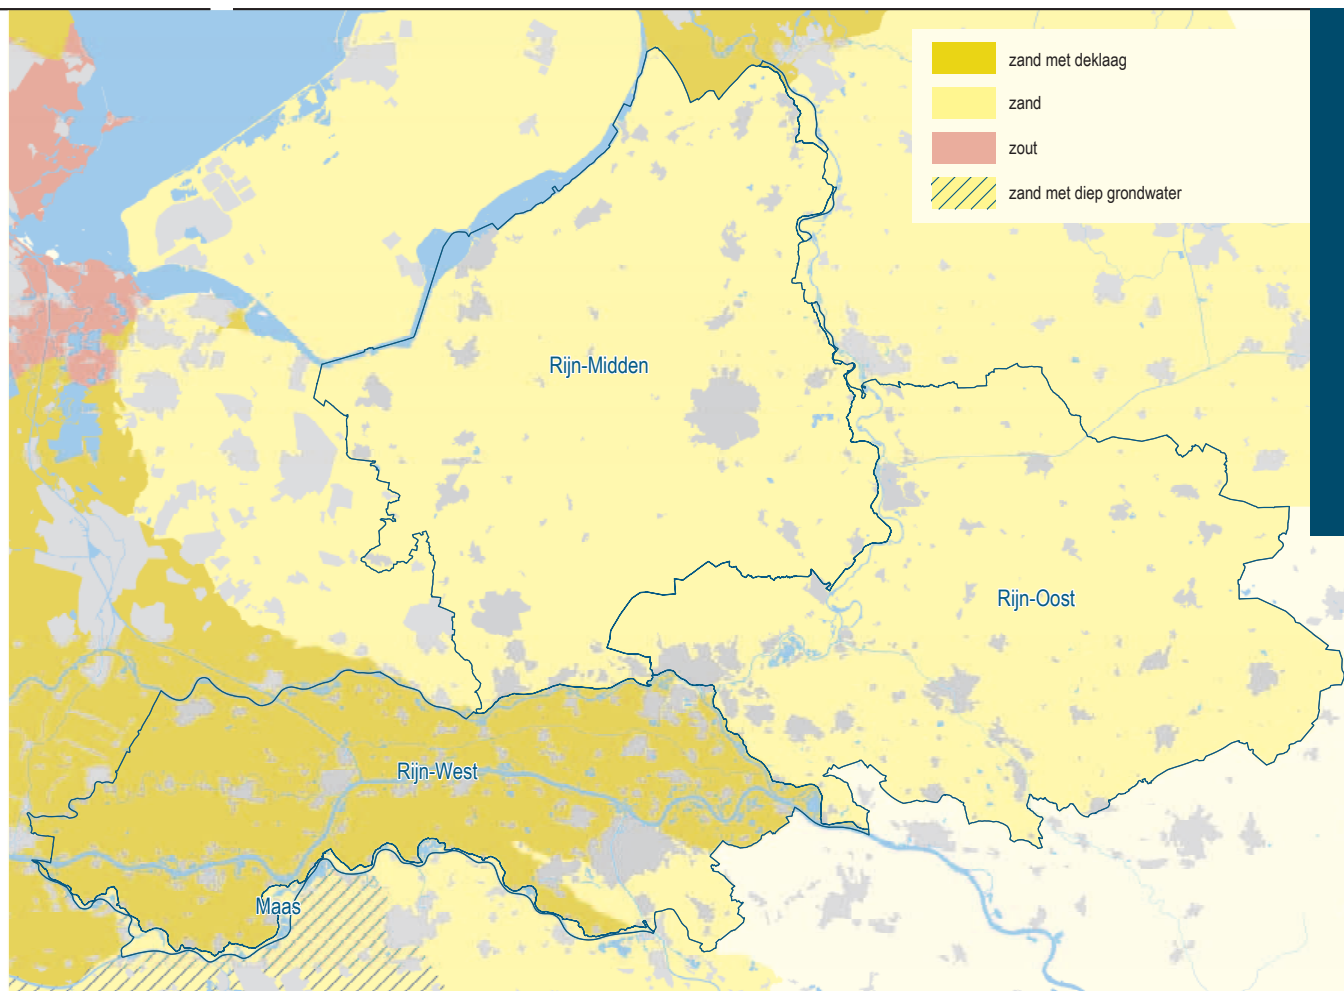 zand met deklaag
zand
zout
zand met diep grondwater
Rijn-Midden
Rijn-Oost
Rijn-West
Maas